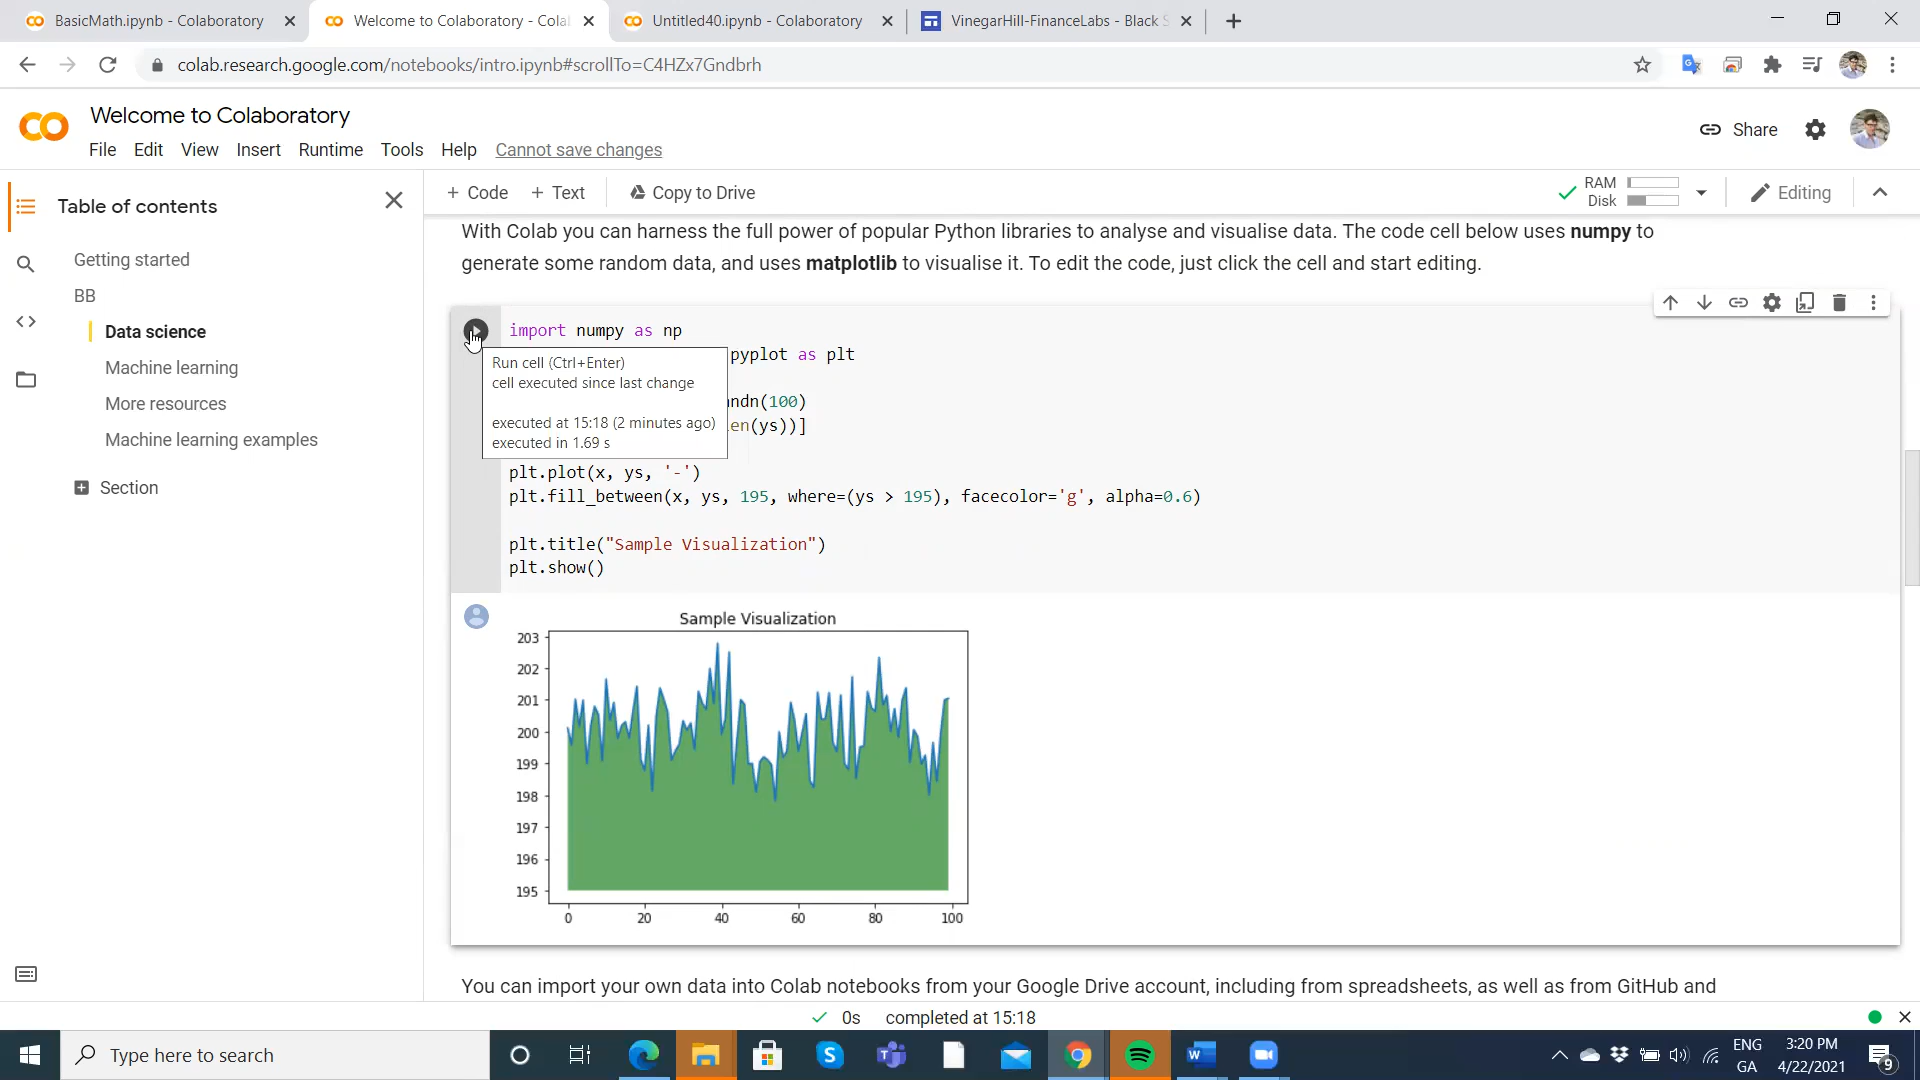 BasicMath.ipynb - Colaboratory
Welcome to Colaboratory - Cola
Untitled40.ipynb - Colaboratory
VinegarHill-FinanceLabs - Black S
colab.research.google.com/notebooks/intro.ipynb#scrollTo=C4HZx7Gndbrh
Welcome to Colaboratory
File Edit View Insert Runtime Tools Help Cannot save changes
Share
Table of contents
+ Code + Text Copy to Drive
RAM
Disk
Editing
Getting started
BB
Data science
Machine learning
More resources
Machine learning examples
Section
With Colab you can harness the full power of popular Python libraries to analyse and visualise data. The code cell below uses numpy to
generate some random data, and uses matplotlib to visualise it. To edit the code, just click the cell and start editing.
import numpy as np
pyplot as plt
ndn(100)
en(ys))]
Run cell (Ctrl+Enter)
cell executed since last change
executed at 15:18 (2 minutes ago)
executed in 1.69 s
plt.plot(x, ys, '-')
plt.fill_between(x, ys, 195, where=(ys > 195), facecolor='g', alpha=0.6)
plt.title("Sample Visualization")
plt.show()
Sample Visualization
203
202
201
200
199
198
197
196
195
0 20 40 60 80 100
You can import your own data into Colab notebooks from your Google Drive account, including from spreadsheets, as well as from GitHub and
0s completed at 15:18
Type here to search
ENG
GA
3:20 PM
4/22/2021
9